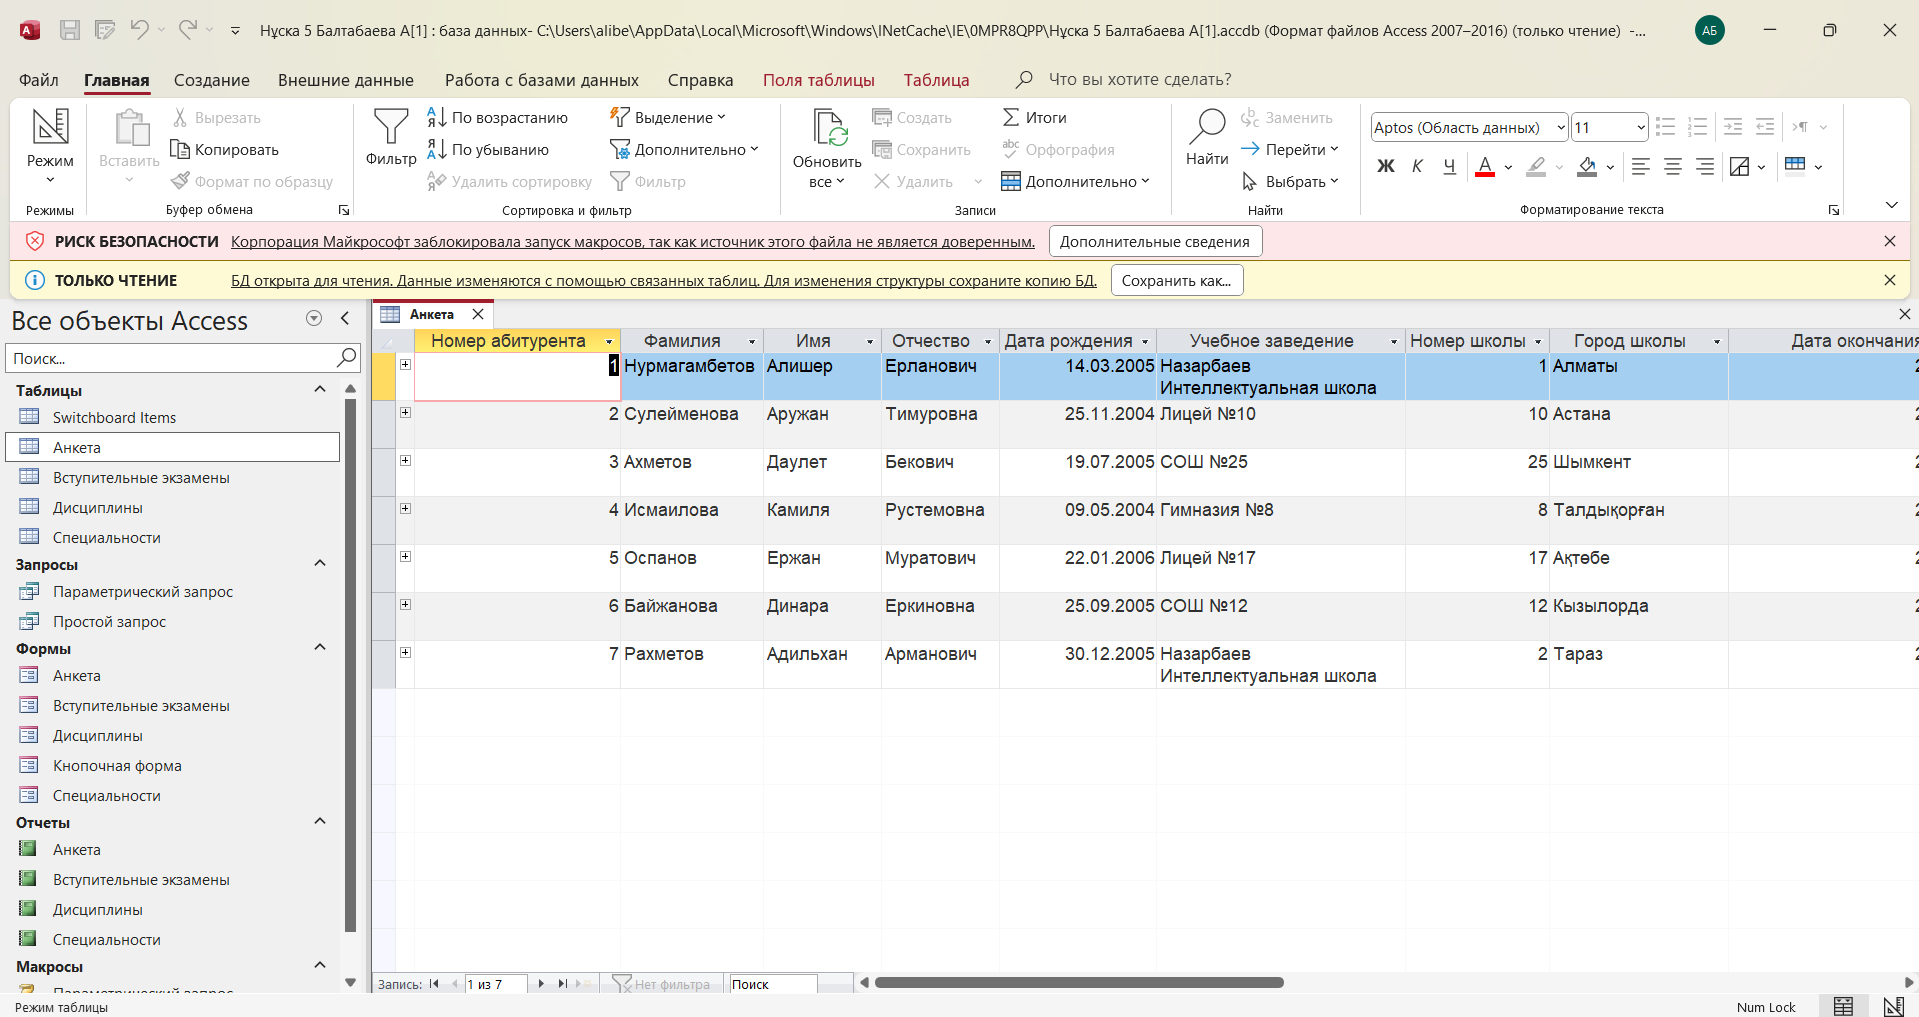 Нұска 5 Балтабаева А[1] : база данных- C:\Users\alibe\AppData\Local\Microsoft\Windows\INetCache\IE\0MPR8QPP\Нұска 5 Балтабаева А[1].accdb (Формат файлов Access 2007–2016) (только чтение) -... АБ
Файл Главная Создание Внешние данные Работа с базами данных Справка Поля таблицы Таблица Что вы хотите сделать?
Режим
Режимы
Вставить
Вырезать
Копировать
Формат по образцу
Буфер обмена
Фильтр
По возрастанию
По убыванию
Удалить сортировку
Выделение
Дополнительно
Фильтр
Сортировка и фильтр
Обновить
все
Создать
Сохранить
Удалить
Итоги
Орфография
Дополнительно
Записи
Найти
Заменить
Перейти
Выбрать
Найти
Aptos (Область данных) 11
Ж К Ч
Форматирование текста
РИСК БЕЗОПАСНОСТИ Корпорация Майкрософт заблокировала запуск макросов, так как источник этого файла не является доверенным. Дополнительные сведения
ТОЛЬКО ЧТЕНИЕ БД открыта для чтения. Данные изменяются с помощью связанных таблиц. Для изменения структуры сохраните копию БД. Сохранить как...
Все объекты Access
Поиск...
Таблицы
Switchboard Items
Анкета
Вступительные экзамены
Дисциплины
Специальности
Запросы
Параметрический запрос
Простой запрос
Формы
Анкета
Вступительные экзамены
Дисциплины
Кнопочная форма
Специальности
Отчеты
Анкета
Вступительные экзамены
Дисциплины
Специальности
Макросы
Параметрический запрос
Анкета
Номер абитурента Фамилия Имя Отчество Дата рождения Учебное заведение Номер школы Город школы Дата окончания
1 Нурмагамбетов Алишер Ерланович 14.03.2005 Назарбаев Интеллектуальная школа 1 Алматы
2 Сулейменова Аружан Тимуровна 25.11.2004 Лицей №10 10 Астана
3 Ахметов Даулет Бекович 19.07.2005 СОШ №25 25 Шымкент
4 Исмаилова Камиля Рустемовна 09.05.2004 Гимназия №8 8 Талдықорған
5 Оспанов Ержан Муратович 22.01.2006 Лицей №17 17 Ақтөбе
6 Байжанова Динара Еркиновна 25.09.2005 СОШ №12 12 Кызылорда
7 Рахметов Адильхан Арманович 30.12.2005 Назарбаев Интеллектуальная школа 2 Тараз
Запись: 1 из 7 Нет фильтра Поиск
Режим таблицы Num Lock